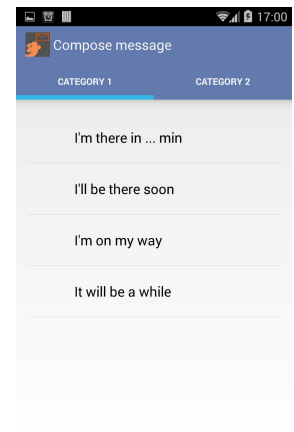 17:00
Compose message
CATEGORY 1 CATEGORY 2
I'm there in ... min
I'll be there soon
I'm on my way
It will be a while